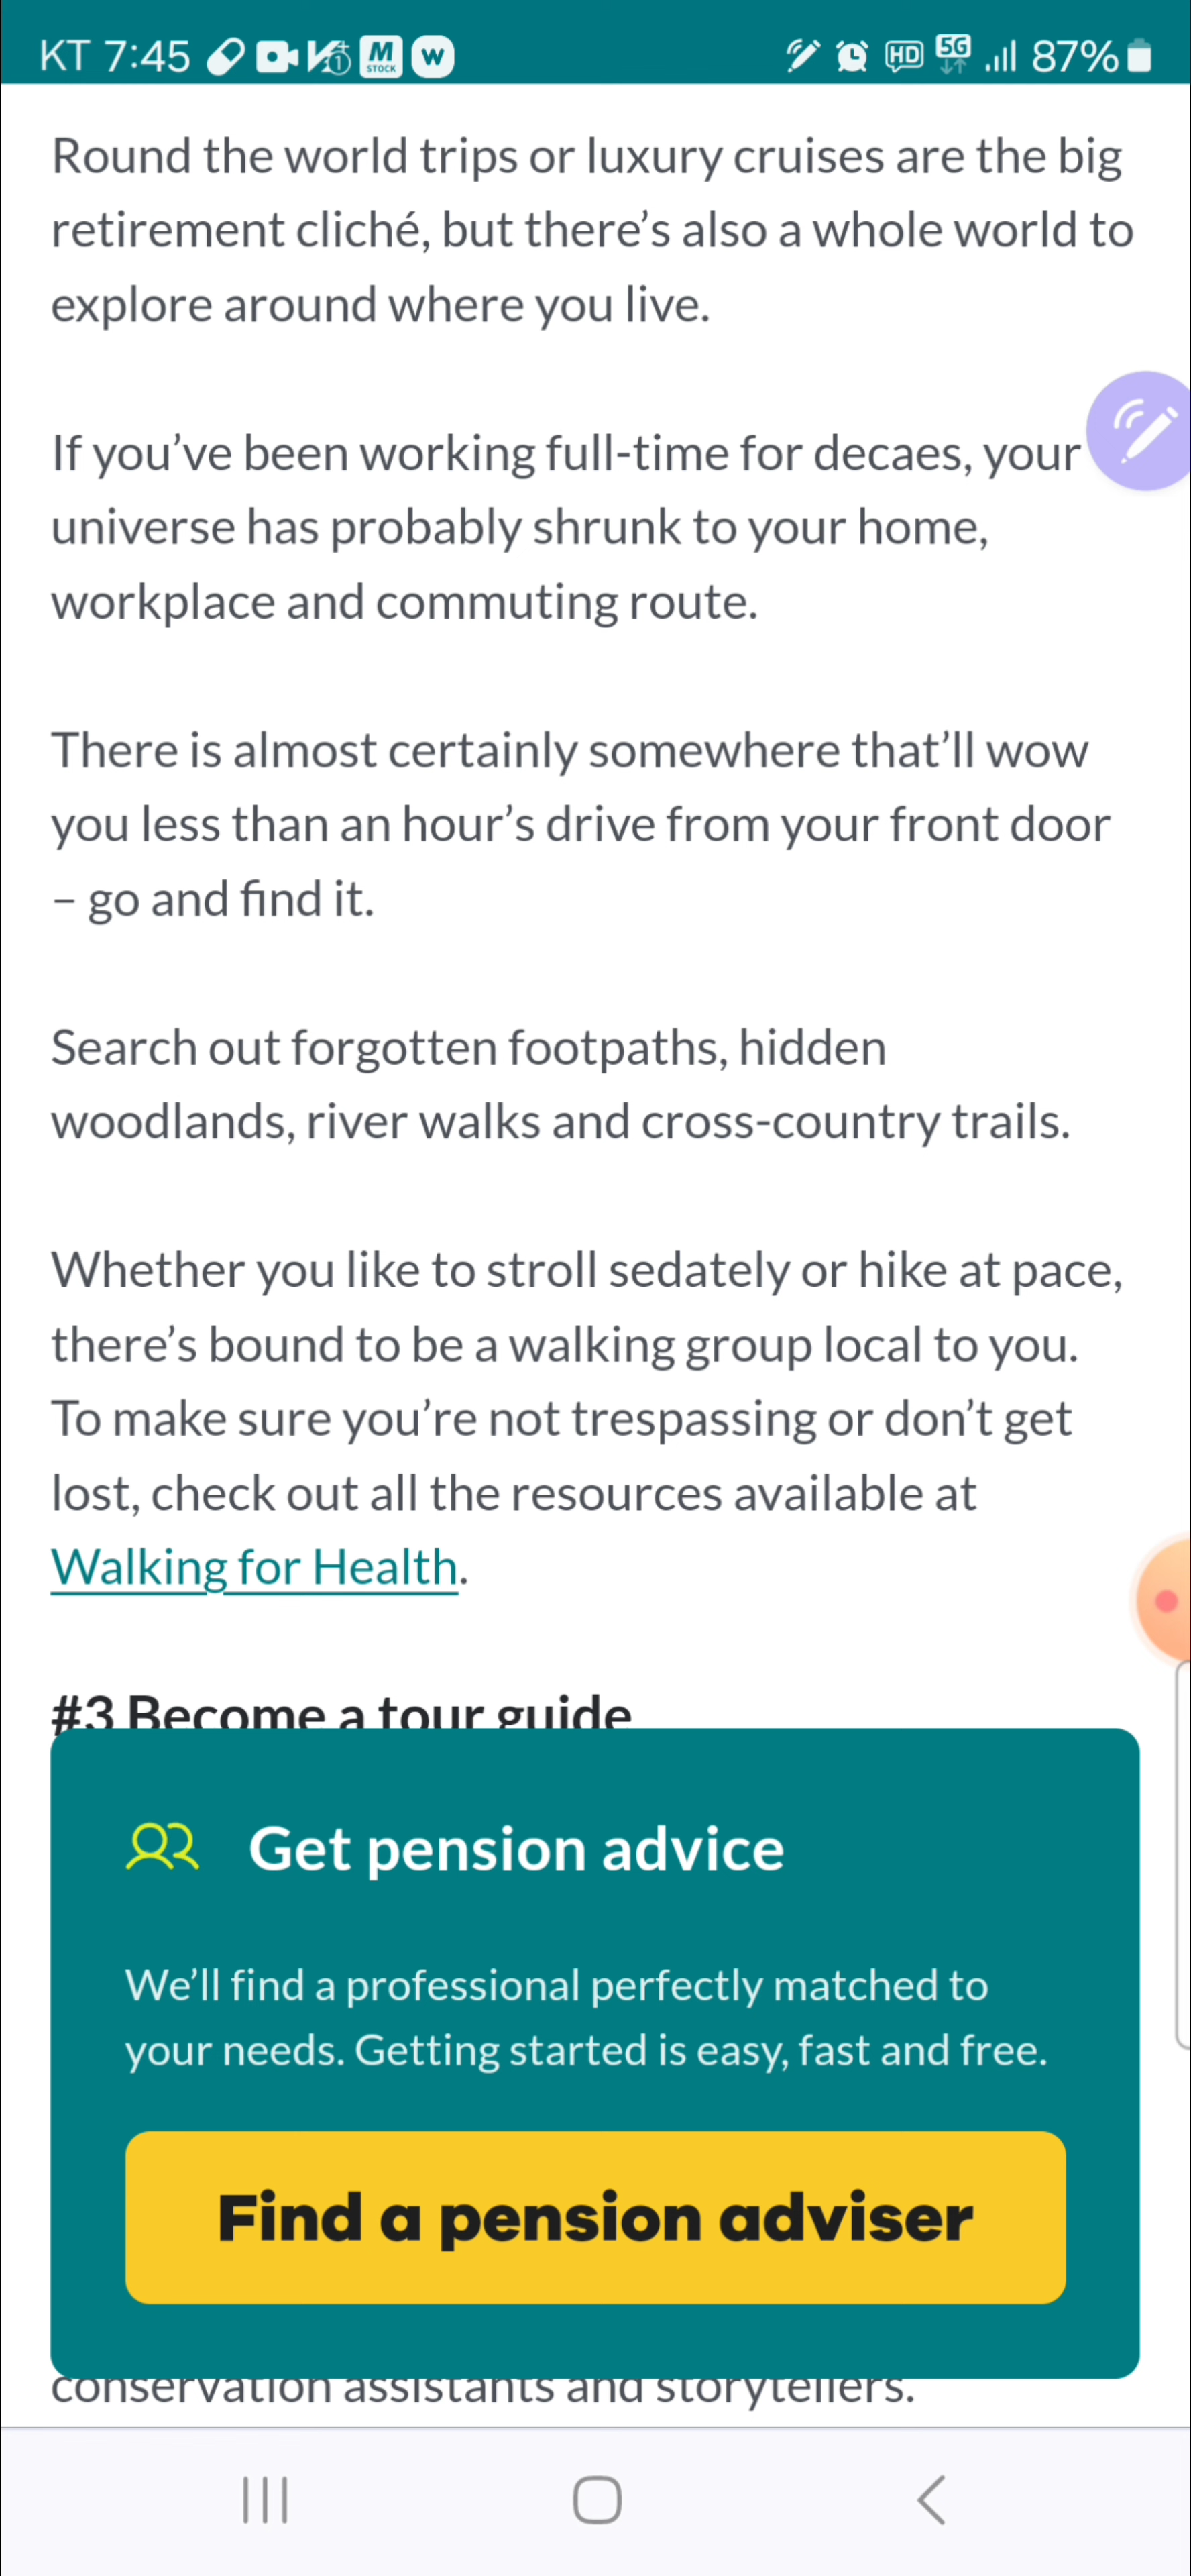 KT 7:45 M STOCK W HD 5G 87%
Round the world trips or luxury cruises are the big
retirement cliché, but there’s also a whole world to
explore around where you live.
If you’ve been working full-time for decaes, your
universe has probably shrunk to your home,
workplace and commuting route.
There is almost certainly somewhere that’ll wow
you less than an hour’s drive from your front door
– go and find it.
Search out forgotten footpaths, hidden
woodlands, river walks and cross-country trails.
Whether you like to stroll sedately or hike at pace,
there’s bound to be a walking group local to you.
To make sure you’re not trespassing or don’t get
lost, check out all the resources available at
Walking for Health.
#3 Become a tour guide
Get pension advice
We’ll find a professional perfectly matched to
your needs. Getting started is easy, fast and free.
Find a pension adviser
conservation assistants and storytellers.